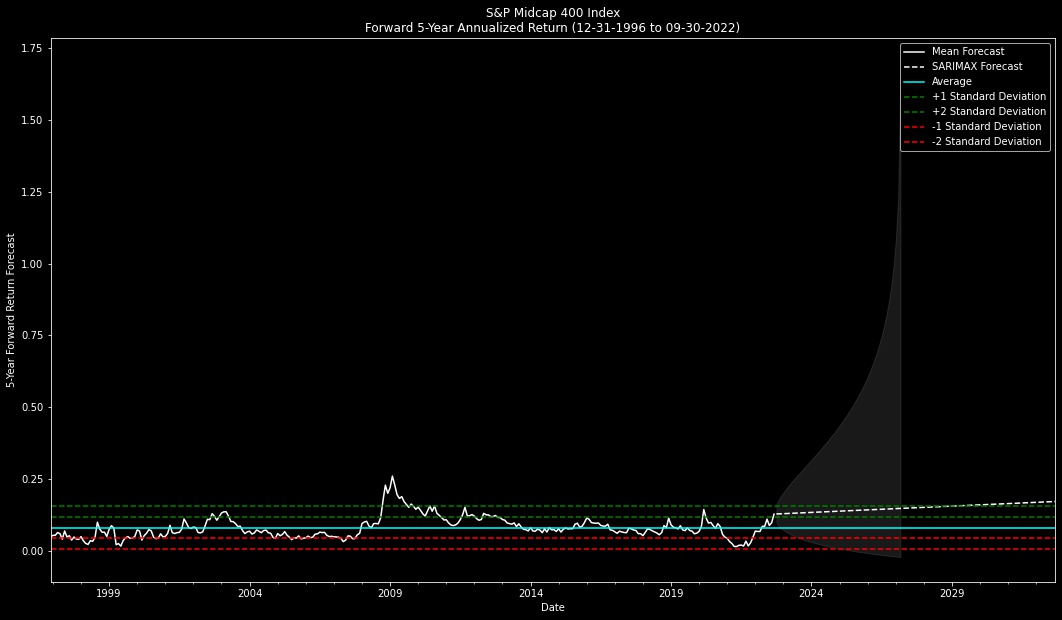 S&P Midcap 400 Index
Forward 5-Year Annualized Return (12-31-1996 to 09-30-2022)
1.75
1.50
1.25
1.00
0.75
0.50
0.25
0.00
5-Year Forward Return Forecast
Mean Forecast
SARIMAX Forecast
Average
+1 Standard Deviation
+2 Standard Deviation
-1 Standard Deviation
-2 Standard Deviation
1999
2004
2009
2014
2019
2024
2029
Date